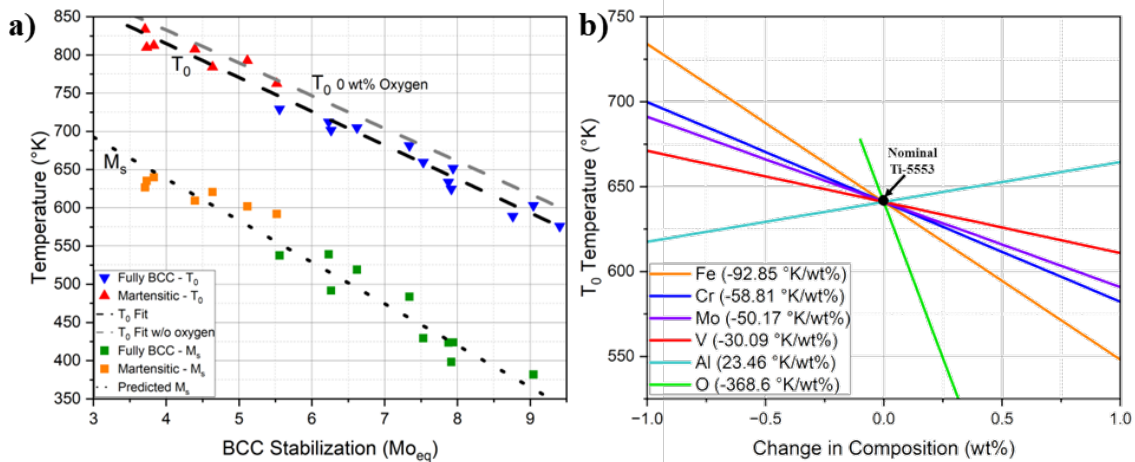 a)
850
800
750
700
650
600
550
500
450
400
350
Temperature (°K)
T0
T0 0 wt% Oxygen
Ms
Fully BCC - T0
Martensitic - T0
T0 Fit
T0 Fit w/o oxygen
Fully BCC - Ms
Martensitic - Ms
Predicted Ms
3 4 5 6 7 8 9
BCC Stabilization (Moeq)
b)
750
700
650
600
550
T0 Temperature (°K)
Nominal
Ti-5553
Fe (-92.85 °K/wt%)
Cr (-58.81 °K/wt%)
Mo (-50.17 °K/wt%)
V (-30.09 °K/wt%)
Al (23.46 °K/wt%)
O (-368.6 °K/wt%)
−1.0 −0.5 0.0 0.5 1.0
Change in Composition (wt%)